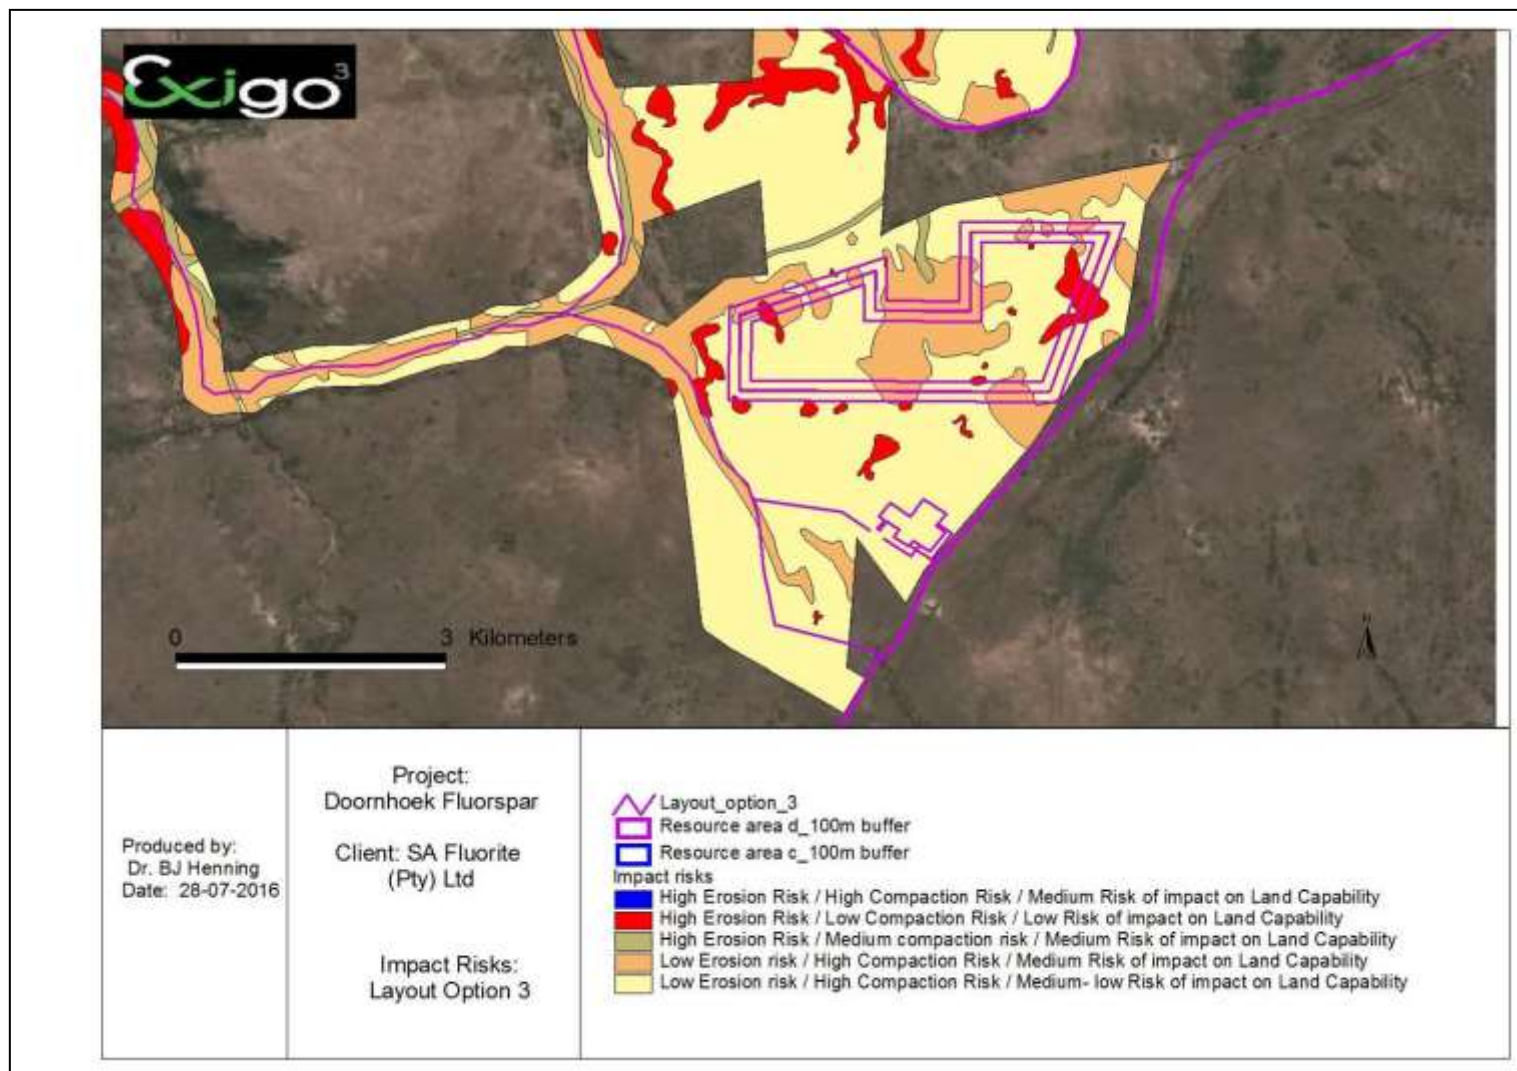 Exigo³
0 3 Kilometers
N
Produced by:
Dr. BJ Henning
Date: 28-07-2016
Project:
Doornhoek Fluorspar
Client: SA Fluorite
(Pty) Ltd
Impact Risks:
Layout Option 3
Layout_option_3
Resource area d_100m buffer
Resource area c_100m buffer
Impact risks
High Erosion Risk / High Compaction Risk / Medium Risk of impact on Land Capability
High Erosion Risk / Low Compaction Risk / Low Risk of impact on Land Capability
High Erosion Risk / Medium compaction risk / Medium Risk of impact on Land Capability
Low Erosion risk / High Compaction Risk / Medium Risk of impact on Land Capability
Low Erosion risk / High Compaction Risk / Medium- low Risk of impact on Land Capability